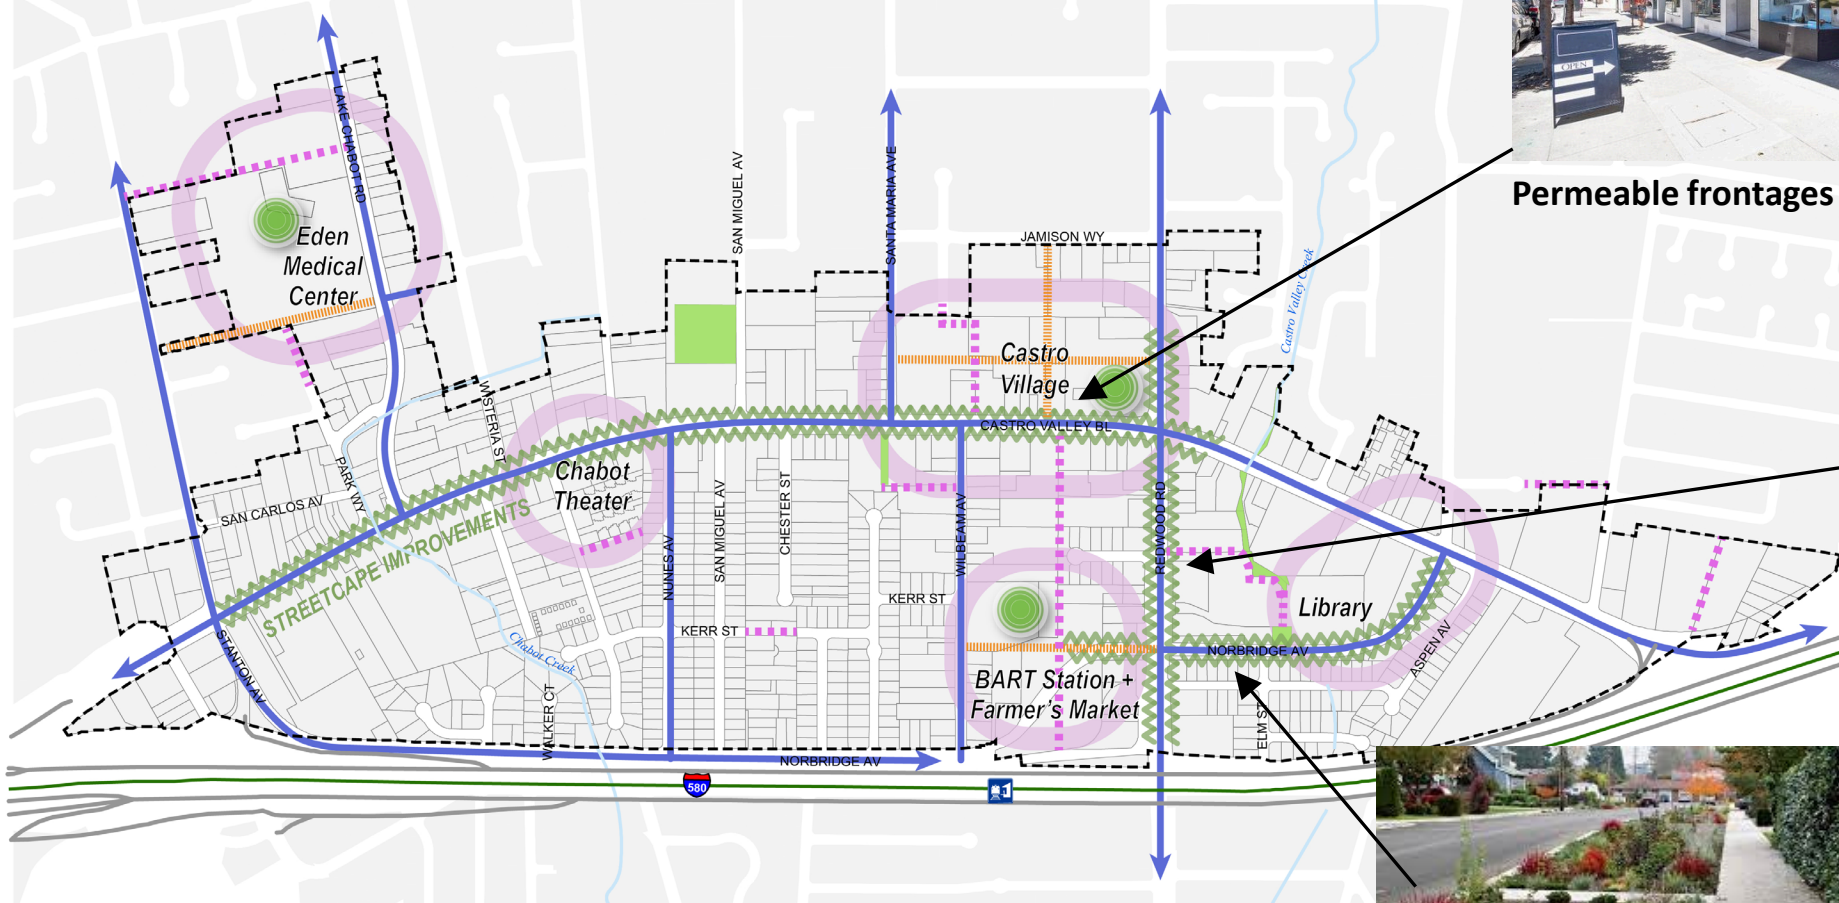 OPEN
Permeable frontages
LAKE CHABOT RD
SAN MIGUEL AV
SANTA MARIA AVE
JAMISON WY
Eden
Medical
Center
Castro Valley Creek
Castro
Village
CASTRO VALLEY BL
WISTERIA ST
PARK WY
SAN CARLOS AV
Chabot
Theater
STREETSCAPE IMPROVEMENTS
NUNES AV
SAN MIGUEL AV
CHESTER ST
WILBEAM AV
REDWOOD RD
KERR ST
KERR ST
Library
NORBRIDGE AV
ASPEN AV
STANTON AV
Chabot Creek
WALKER CT
BART Station +
Farmer's Market
ELM ST
NORBRIDGE AV
580